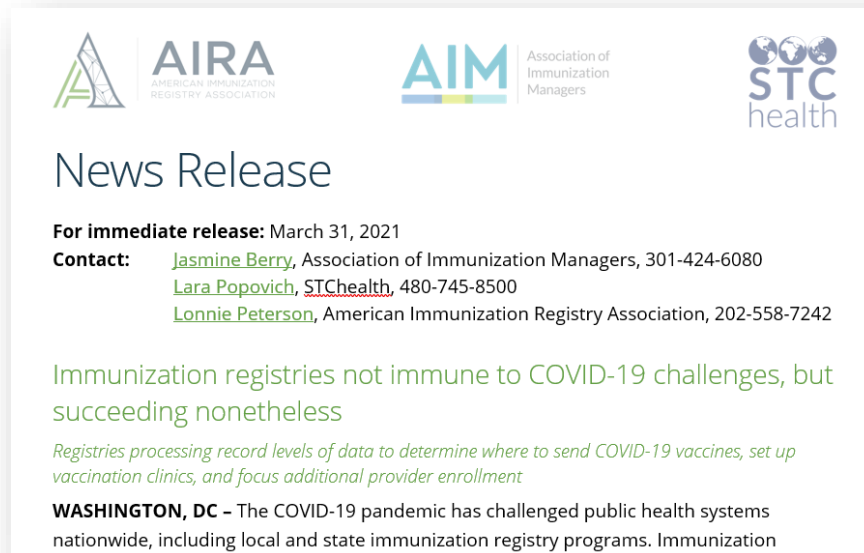 AIRA
AMERICAN IMMUNIZATION
REGISTRY ASSOCIATION
AIM
Association of
Immunization
Managers
STC
health
News Release
For immediate release: March 31, 2021
Contact: Jasmine Berry, Association of Immunization Managers, 301-424-6080
Lara Popovich, STChealth, 480-745-8500
Lonnie Peterson, American Immunization Registry Association, 202-558-7242
Immunization registries not immune to COVID-19 challenges, but
succeeding nonetheless
Registries processing record levels of data to determine where to send COVID-19 vaccines, set up
vaccination clinics, and focus additional provider enrollment
WASHINGTON, DC – The COVID-19 pandemic has challenged public health systems
nationwide, including local and state immunization registry programs. Immunization